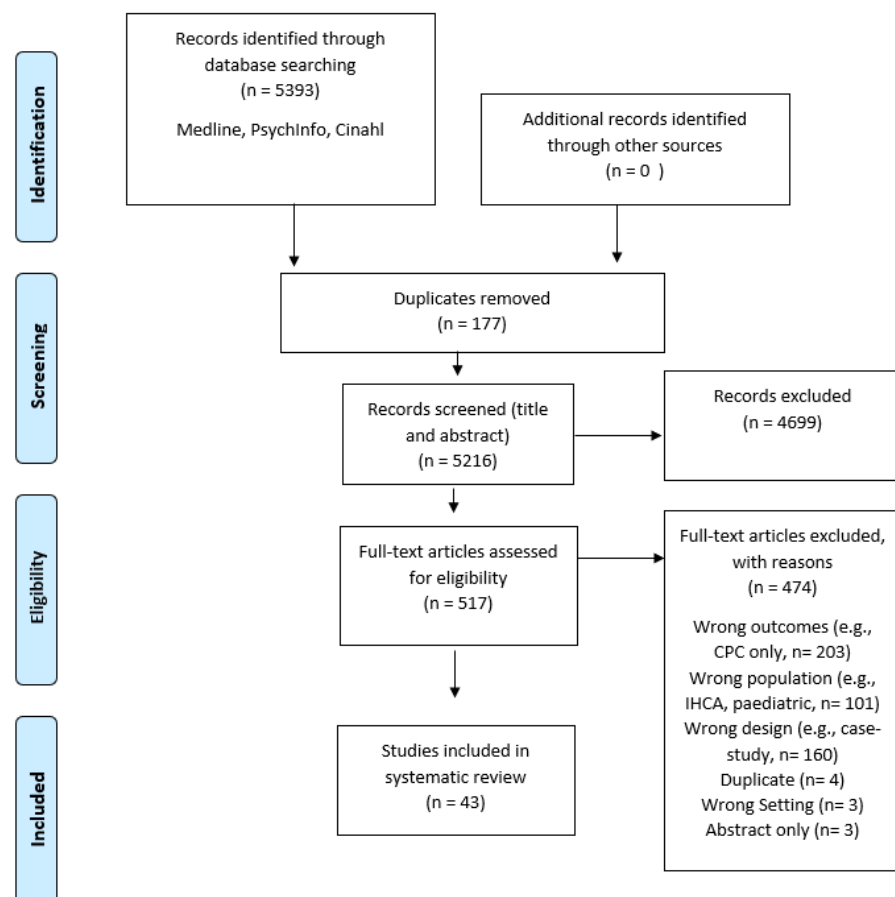 Identification
Records identified through
database searching
(n = 5393)
Medline, PsychInfo, Cinahl
Additional records identified
through other sources
(n = 0  )
Screening
Duplicates removed
(n = 177)
Records screened (title
and abstract)
(n = 5216)
Records excluded
(n = 4699)
Eligibility
Full-text articles assessed
for eligibility
(n = 517)
Full-text articles excluded,
with reasons
(n = 474)
Wrong outcomes (e.g.,
CPC only, n= 203)
Wrong population (e.g.,
IHCA, paediatric, n= 101)
Wrong design (e.g., case-
study, n= 160)
Duplicate (n= 4)
Wrong Setting (n= 3)
Abstract only (n= 3)
Included
Studies included in
systematic review
(n = 43)